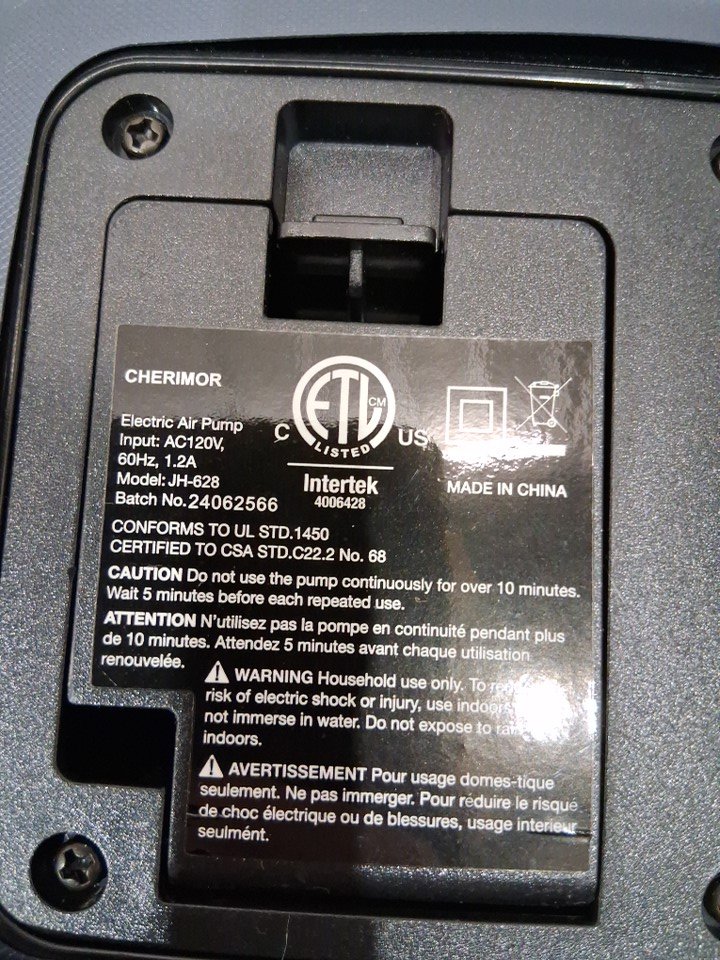 CHERIMOR
Electric Air Pump
Input: AC120V,
60Hz, 1.2A
Model: JH-628
Batch No.24062566
C ETL CM US
LISTED
Intertek
4006428
MADE IN CHINA
CONFORMS TO UL STD.1450
CERTIFIED TO CSA STD.C22.2 No. 68
CAUTION Do not use the pump continuously for over 10 minutes.
Wait 5 minutes before each repeated use.
ATTENTION N'utilisez pas la pompe en continuité pendant plus
de 10 minutes. Attendez 5 minutes avant chaque utilisation
renouvelée.
WARNING Household use only. To
risk of electric shock or injury, use indoors
not immerse in water. Do not expose to
indoors.
AVERTISSEMENT Pour usage domes-tique
seulement. Ne pas immerger. Pour réduire le risque
de choc électrique ou de blessures, usage interieur
seulmént.